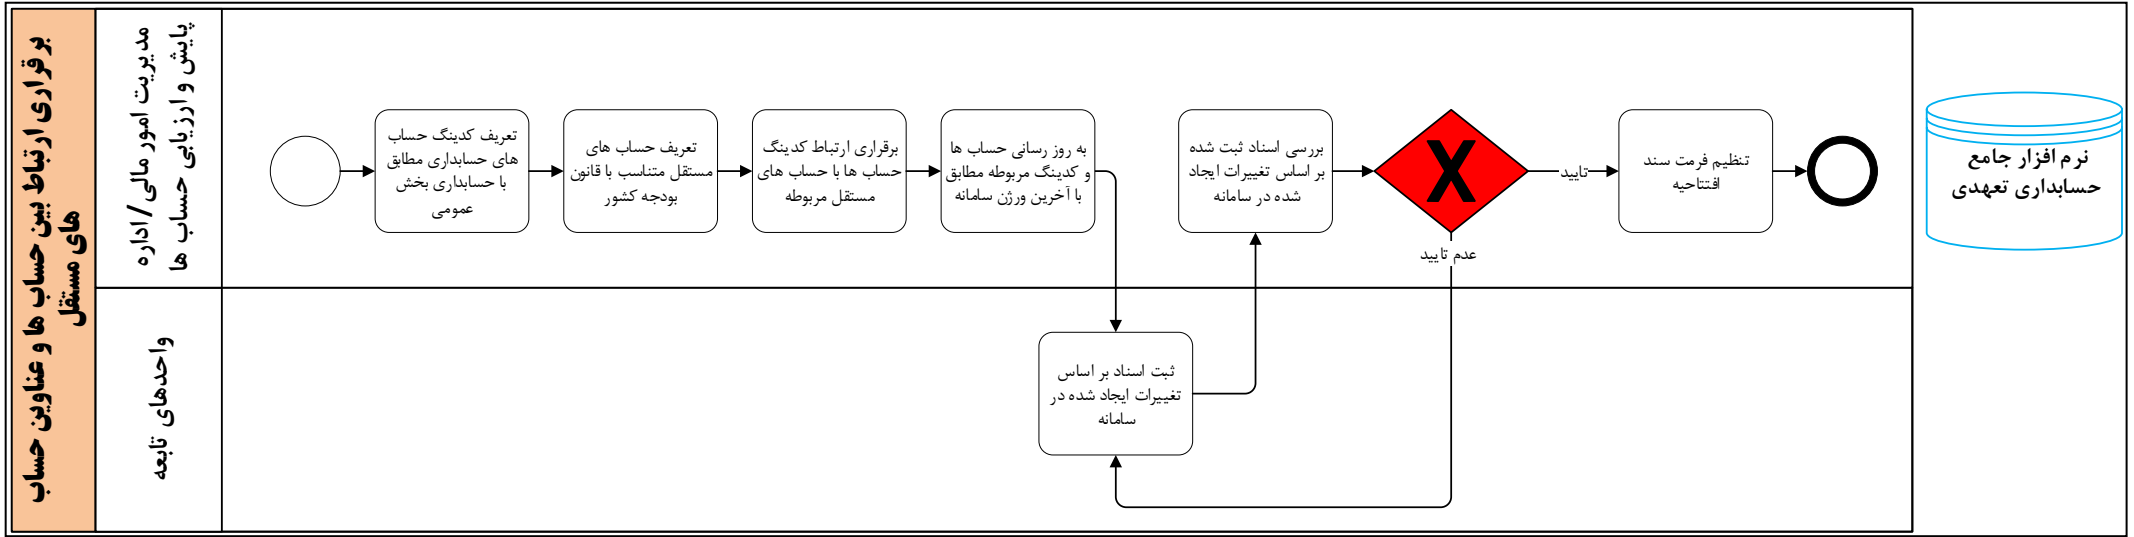 برقراری ارتباط بین حساب ها و عناوین حساب
های مستقل
مدیریت امور مالی/اداره
پایش و ارزیابی حساب ها
واحدهای تابعه
تعریف کدینگ حساب
های حسابداری مطابق
با حسابداری بخش
عمومی
تعریف حساب های
مستقل متناسب با قانون
بودجه کشور
برقراری ارتباط کدینگ
حساب ها با حساب های
مستقل مربوطه
به روز رسانی حساب ها
و کدینگ مربوطه مطابق
با آخرین ورژن سامانه
ثبت اسناد بر اساس
تغییرات ایجاد شده در
سامانه
بررسی اسناد ثبت شده
بر اساس تغییرات ایجاد
شده در سامانه
X
تایید
عدم تایید
تنظیم فرمت سند
افتتاحیه
نرم افزار جامع
حسابداری تعهدی